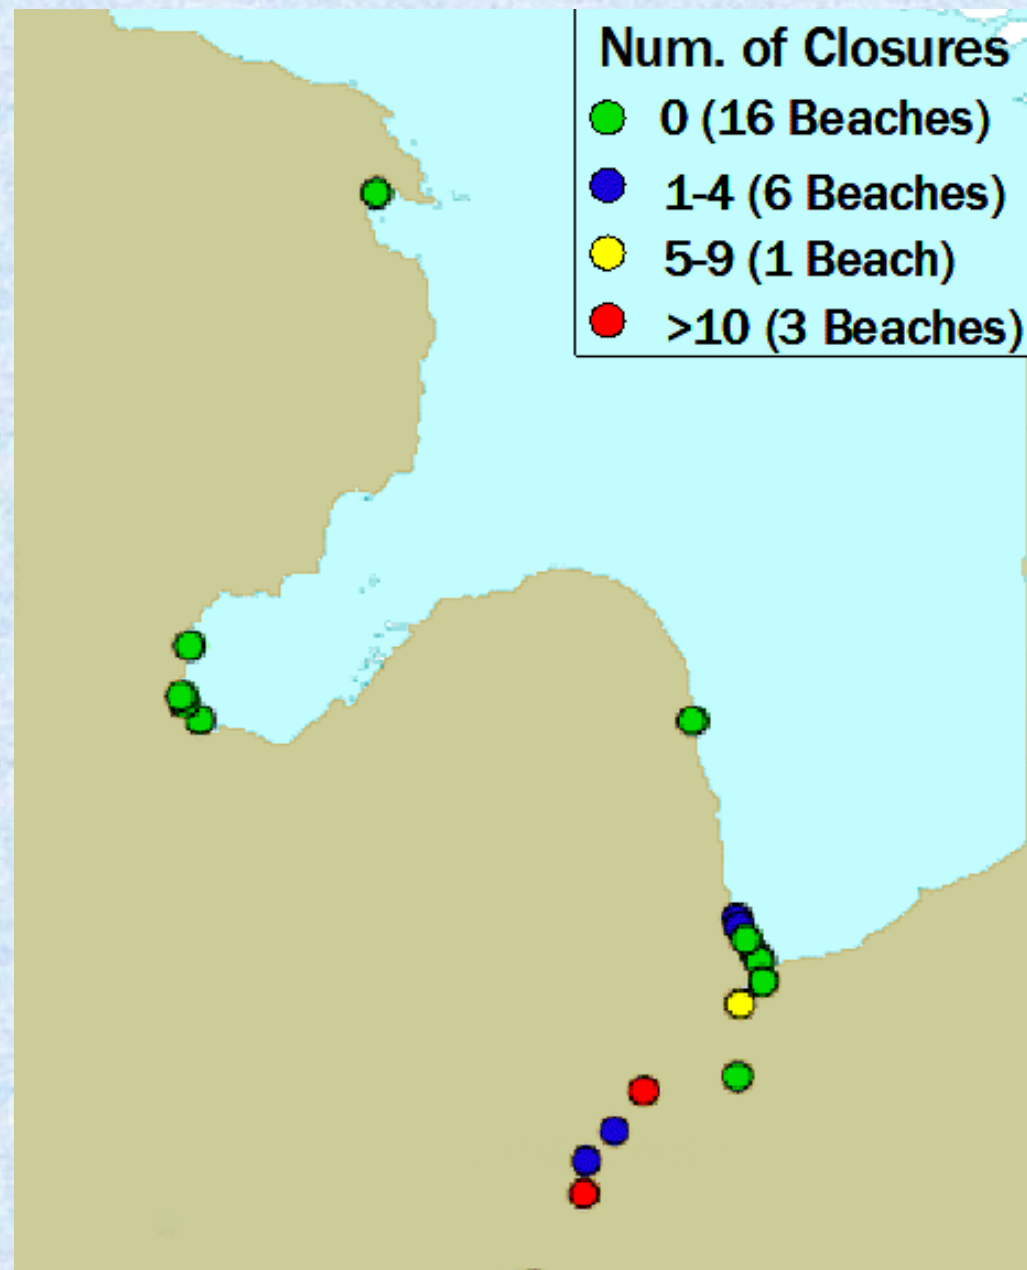 Num. of Closures
0 (16 Beaches)
1-4 (6 Beaches)
5-9 (1 Beach)
>10 (3 Beaches)